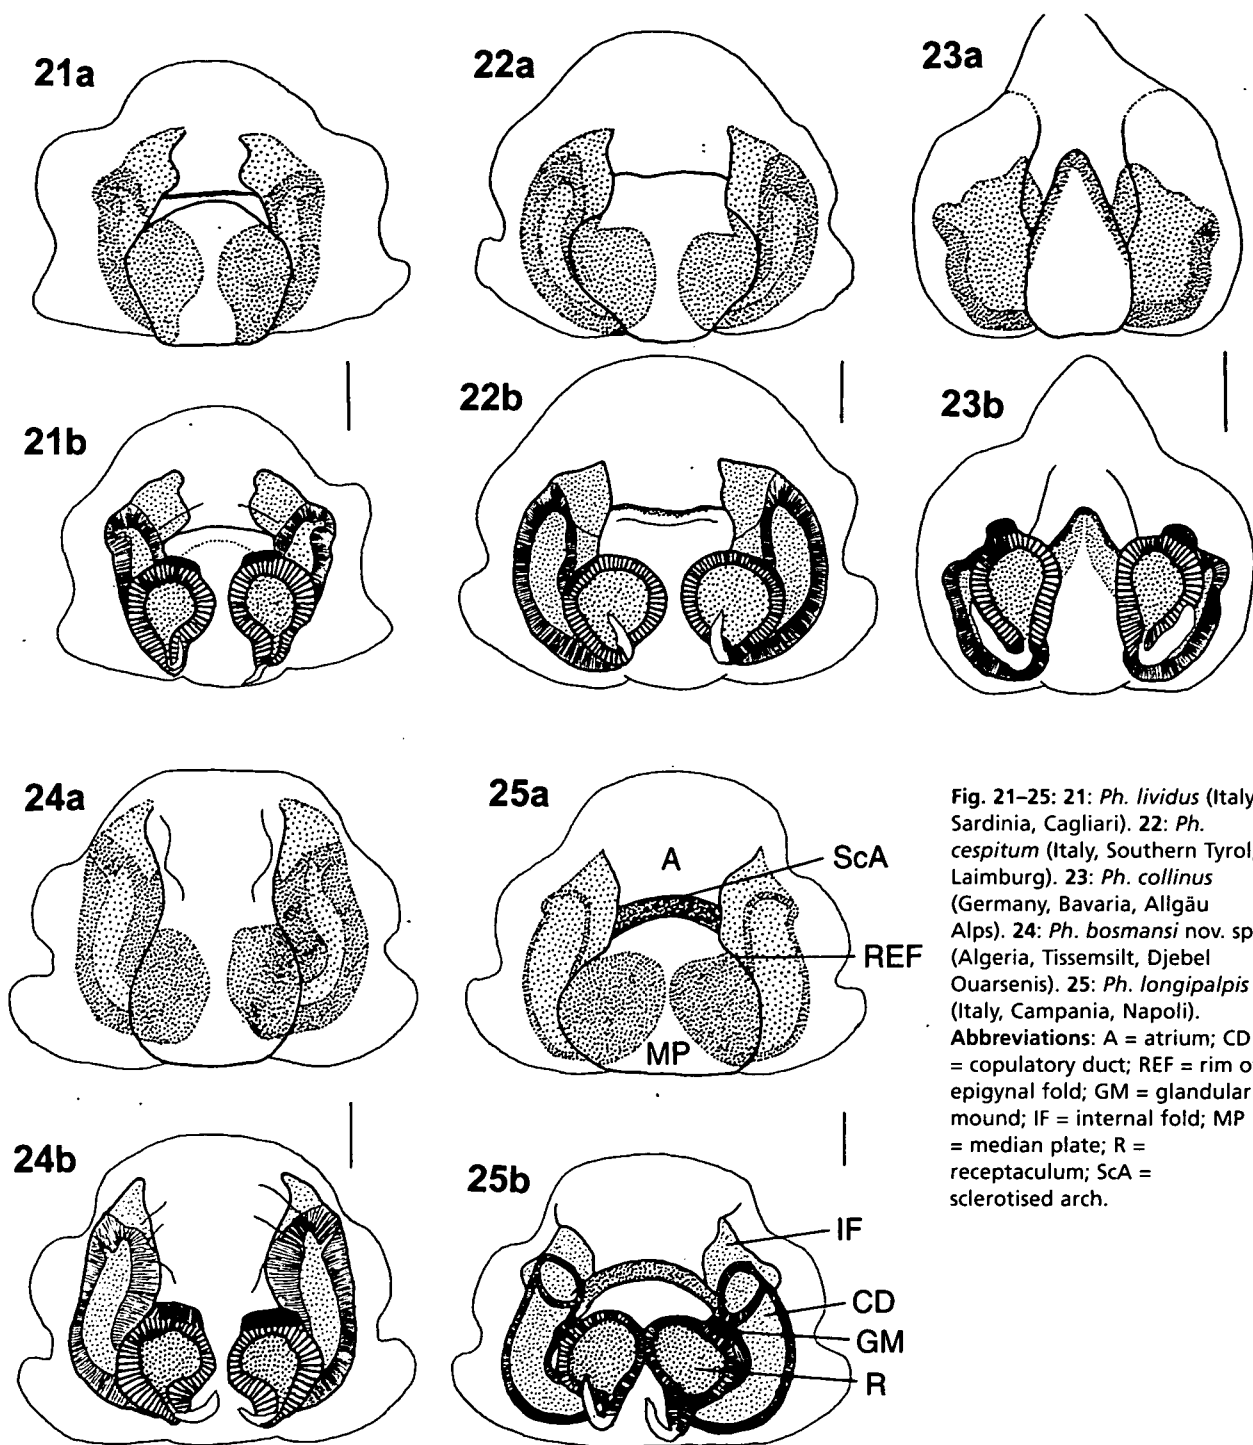 21a
22a
23a
21b
22b
23b
24a
25a
A
ScA
REF
MP
24b
25b
IF
CD
GM
R
Fig. 21–25: 21: Ph. lividus (Italy
Sardinia, Cagliari). 22: Ph.
cespitum (Italy, Southern Tyrol,
Laimburg). 23: Ph. collinus
(Germany, Bavaria, Allgäu
Alps). 24: Ph. bosmansi nov. sp
(Algeria, Tissemsilt, Djebel
Ouarsenis). 25: Ph. longipalpis
(Italy, Campania, Napoli).
Abbreviations: A = atrium; CD
= copulatory duct; REF = rim o
epigynal fold; GM = glandular
mound; IF = internal fold; MP
= median plate; R =
receptaculum; ScA =
sclerotised arch.